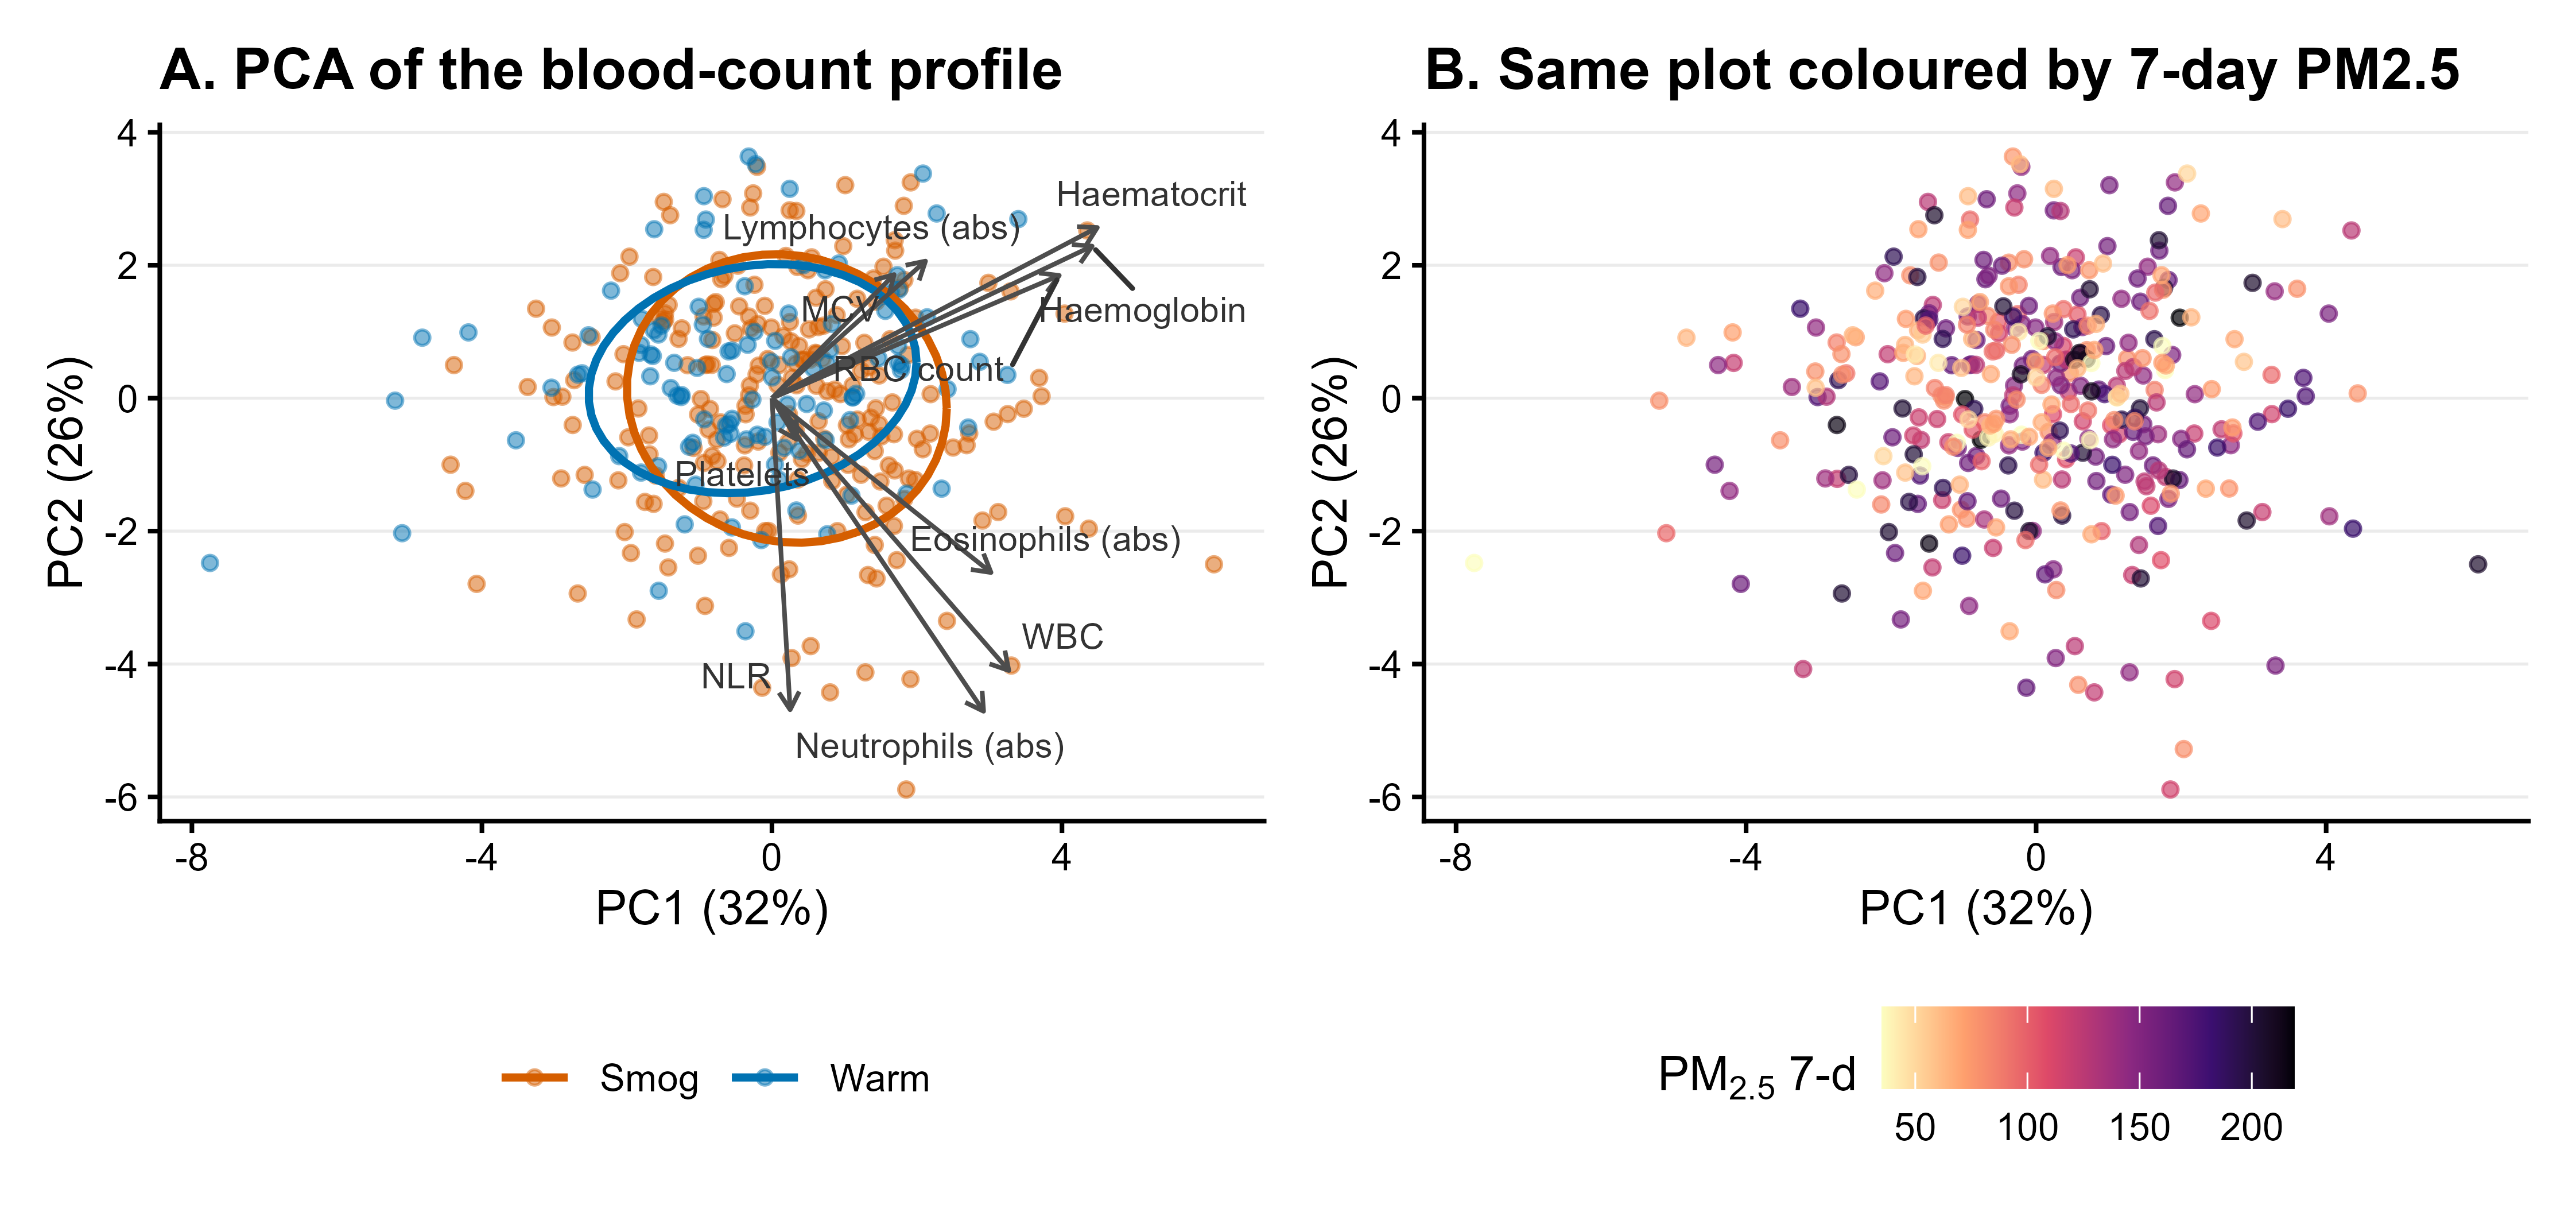 A. PCA of the blood-count profile
4
2
0
-2
-4
-6
PC2 (26%)
Haematocrit
Lymphocytes (abs)
MCV
Haemoglobin
RBC count
Platelets
Eosinophils (abs)
WBC
NLR
Neutrophils (abs)
-8
-4
0
4
PC1 (32%)
Smog
Warm
B. Same plot coloured by 7-day PM2.5
4
2
0
-2
-4
-6
PC2 (26%)
-8
-4
0
4
PC1 (32%)
PM2.5 7-d
50
100
150
200